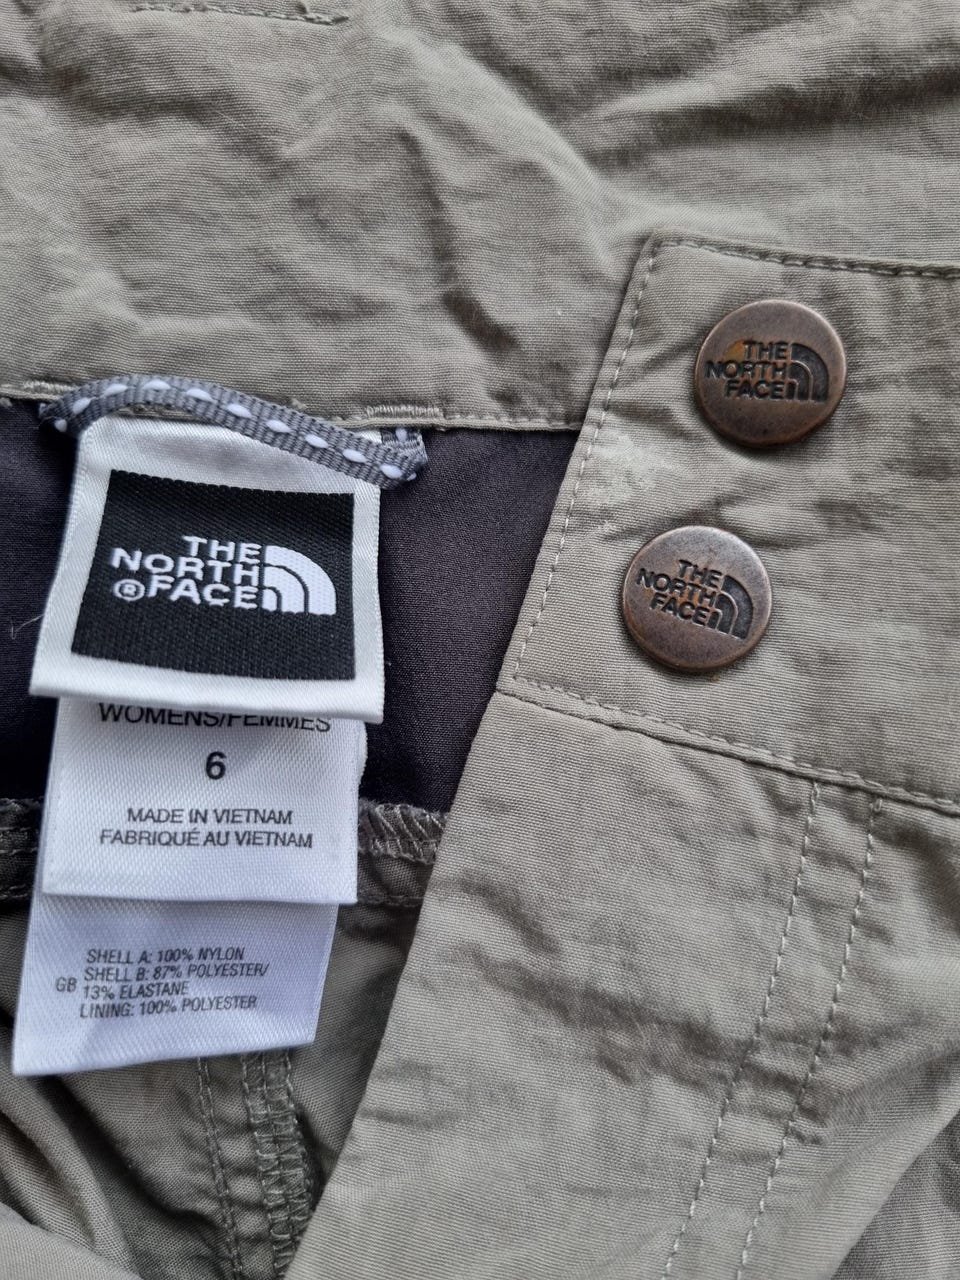 THE
NORTH
FACE
THE
NORTH
FACE
THE
NORTH
®FACE
WOMENS/FEMMES
6
MADE IN VIETNAM
FABRIQUÉ AU VIETNAM
SHELL A: 100% NYLON
SHELL B: 87% POLYESTER/
GB 13% ELASTANE
LINING: 100% POLYESTER